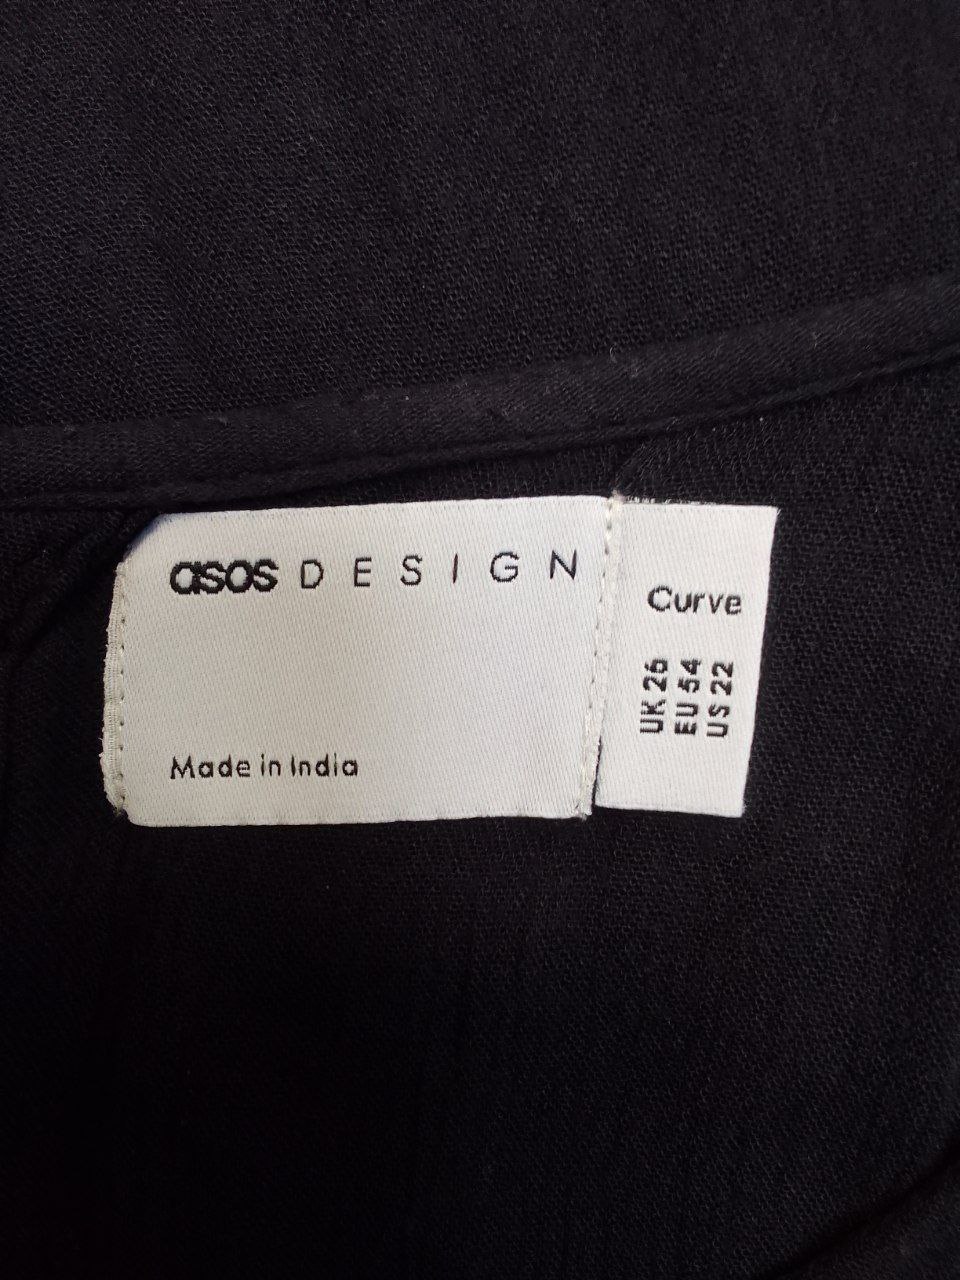 asos DESIGN
Made in India
Curve
UK 26
EU 54
US 22